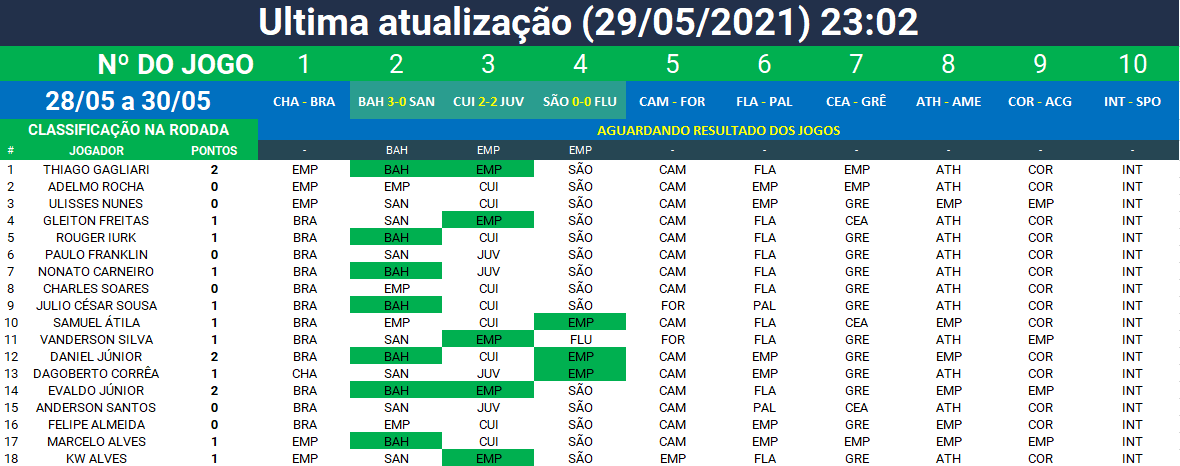 Ultima atualização (29/05/2021) 23:02
Nº DO JOGO 1 2 3 4 5 6 7 8 9 10
28/05 a 30/05 CHA - BRA BAH 3-0 SAN CUI 2-2 JUV SÃO 0-0 FLU CAM - FOR FLA - PAL CEA - GRÊ ATH - AME COR - ACG INT - SPO
CLASSIFICAÇÃO NA RODADA AGUARDANDO RESULTADO DOS JOGOS
# JOGADOR PONTOS - BAH EMP EMP - - - - - -
1 THIAGO GAGLIARI 2 EMP BAH EMP SÃO CAM FLA EMP ATH COR INT
2 ADELMO ROCHA 0 EMP EMP CUI SÃO CAM EMP EMP ATH COR INT
3 ULISSES NUNES 0 EMP SAN CUI SÃO CAM EMP GRE EMP EMP INT
4 GLEITON FREITAS 1 BRA SAN EMP SÃO CAM FLA CEA ATH COR INT
5 ROUGER IURK 1 BRA BAH CUI SÃO CAM FLA GRE ATH COR INT
6 PAULO FRANKLIN 0 BRA SAN JUV SÃO CAM FLA GRE ATH COR INT
7 NONATO CARNEIRO 1 BRA BAH JUV SÃO CAM FLA GRE ATH COR INT
8 CHARLES SOARES 0 BRA EMP CUI SÃO CAM FLA GRE ATH COR INT
9 JULIO CÉSAR SOUSA 1 BRA BAH CUI SÃO FOR PAL GRE ATH COR INT
10 SAMUEL ÁTILA 1 BRA EMP CUI EMP CAM FLA CEA EMP COR INT
11 VANDERSON SILVA 1 BRA SAN EMP FLU FOR FLA GRE ATH EMP INT
12 DANIEL JÚNIOR 2 BRA BAH CUI EMP CAM EMP GRE EMP COR INT
13 DAGOBERTO CORRÊA 1 CHA SAN JUV EMP CAM EMP GRE ATH COR INT
14 EVALDO JÚNIOR 2 BRA BAH EMP SÃO CAM FLA GRE EMP EMP INT
15 ANDERSON SANTOS 0 BRA SAN JUV SÃO CAM PAL CEA ATH COR INT
16 FELIPE ALMEIDA 0 BRA EMP CUI SÃO CAM FLA GRE ATH COR INT
17 MARCELO ALVES 1 EMP BAH CUI SÃO CAM EMP EMP EMP EMP INT
18 KW ALVES 1 EMP SAN EMP SÃO EMP FLA GRE ATH COR INT